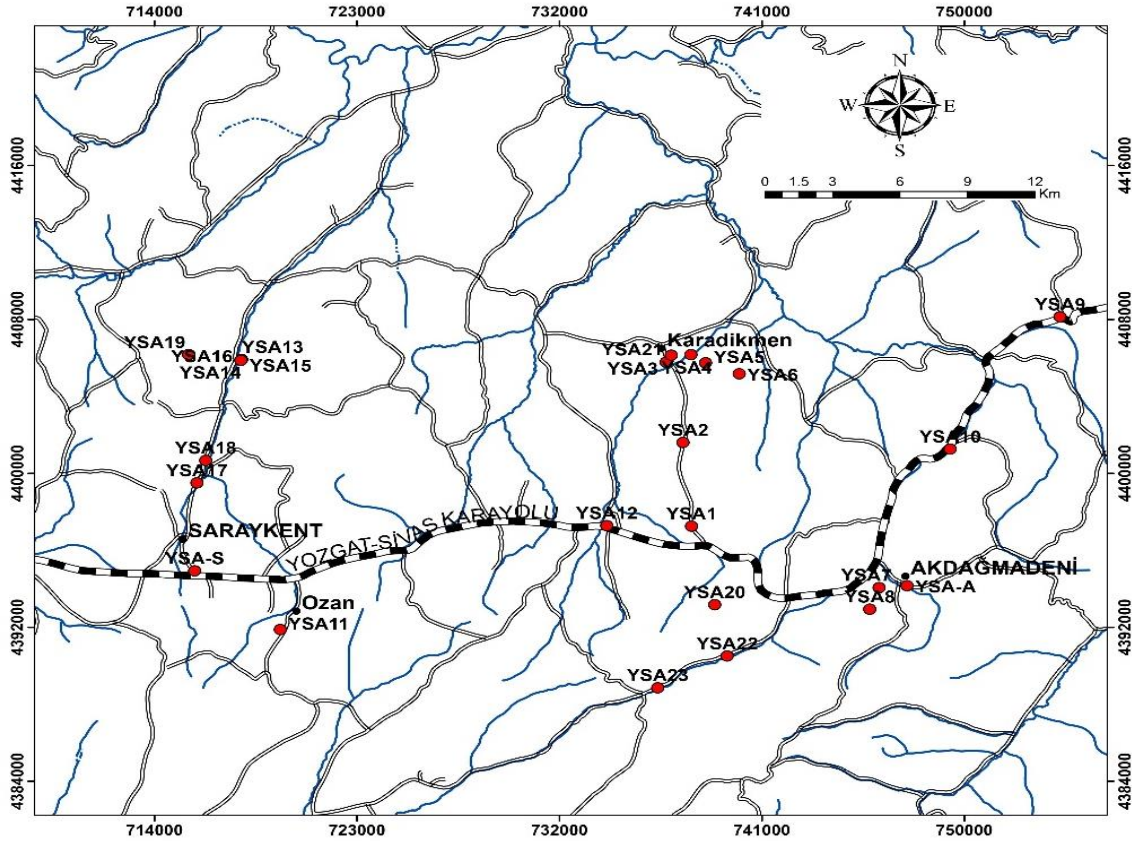 714000 723000 732000 741000 750000
N
W E
S
4416000 4416000
0 1.5 3 6 9 12
Km
YSA9
4408000 4408000
YSA19 YSA16 YSA13
YSA14 YSA15
YSA21 Karadikmen
YSA3 YSA4 YSA5
YSA6
YSA2
YSA10
YSA18
YSA17
4400000 4400000
SARAYKENT
YOZGAT-SİVAS KARAYOLU
YSA12 YSA1
YSA-S
AKDAĞMADENİ
YSA7 YSA-A
YSA8
YSA20
Ozan
YSA11
4392000 4392000
YSA22
YSA23
4384000 4384000
714000 723000 732000 741000 750000